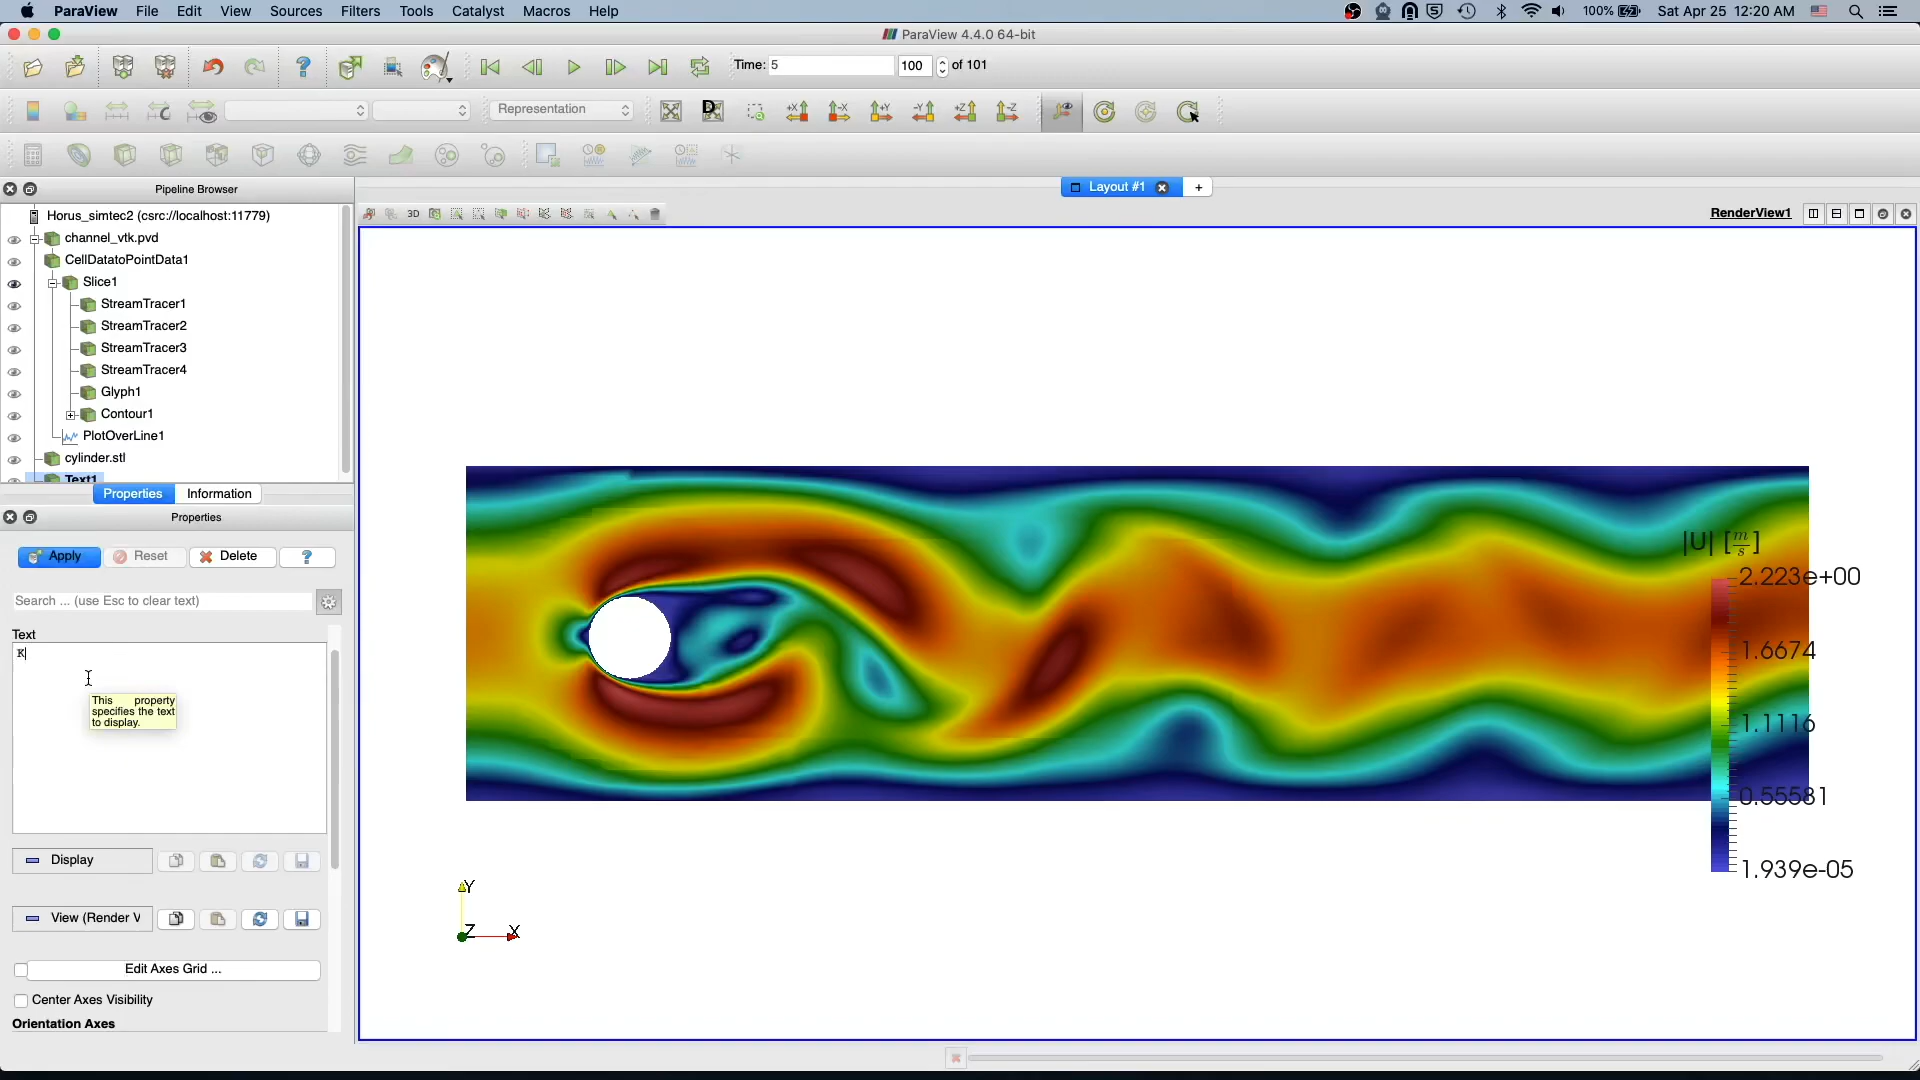 ParaView File Edit View Sources Filters Tools Catalyst Macros Help
100% Sat Apr 25 12:20 AM
ParaView 4.4.0 64-bit
Time: 5 100 of 101
Representation
Pipeline Browser
Layout #1
Horus_simtec2 (csrc://localhost:11779)
3D
RenderView1
channel_vtk.pvd
CellDatatoPointData1
Slice1
StreamTracer1
StreamTracer2
StreamTracer3
StreamTracer4
Glyph1
Contour1
PlotOverLine1
cylinder.stl
Text1
Properties Information
Properties
Apply Reset Delete ?
Search ... (use Esc to clear text)
Text
K
This property
specifies the text
to display.
Display
View (Render V
Edit Axes Grid ...
Center Axes Visibility
Orientation Axes
|U| [m/s]
2.223e+00
1.6674
1.1116
0.55581
1.939e-05
Y
Z X